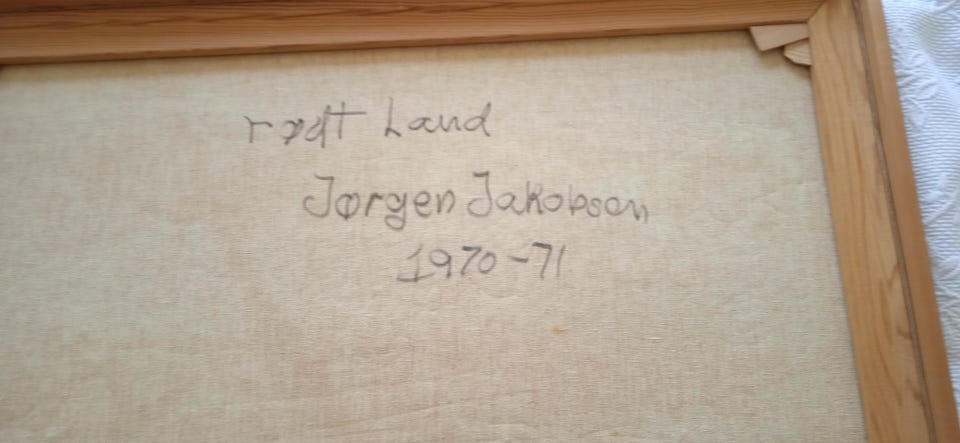 rødt Land
Jørgen Jakobsen
1970-71